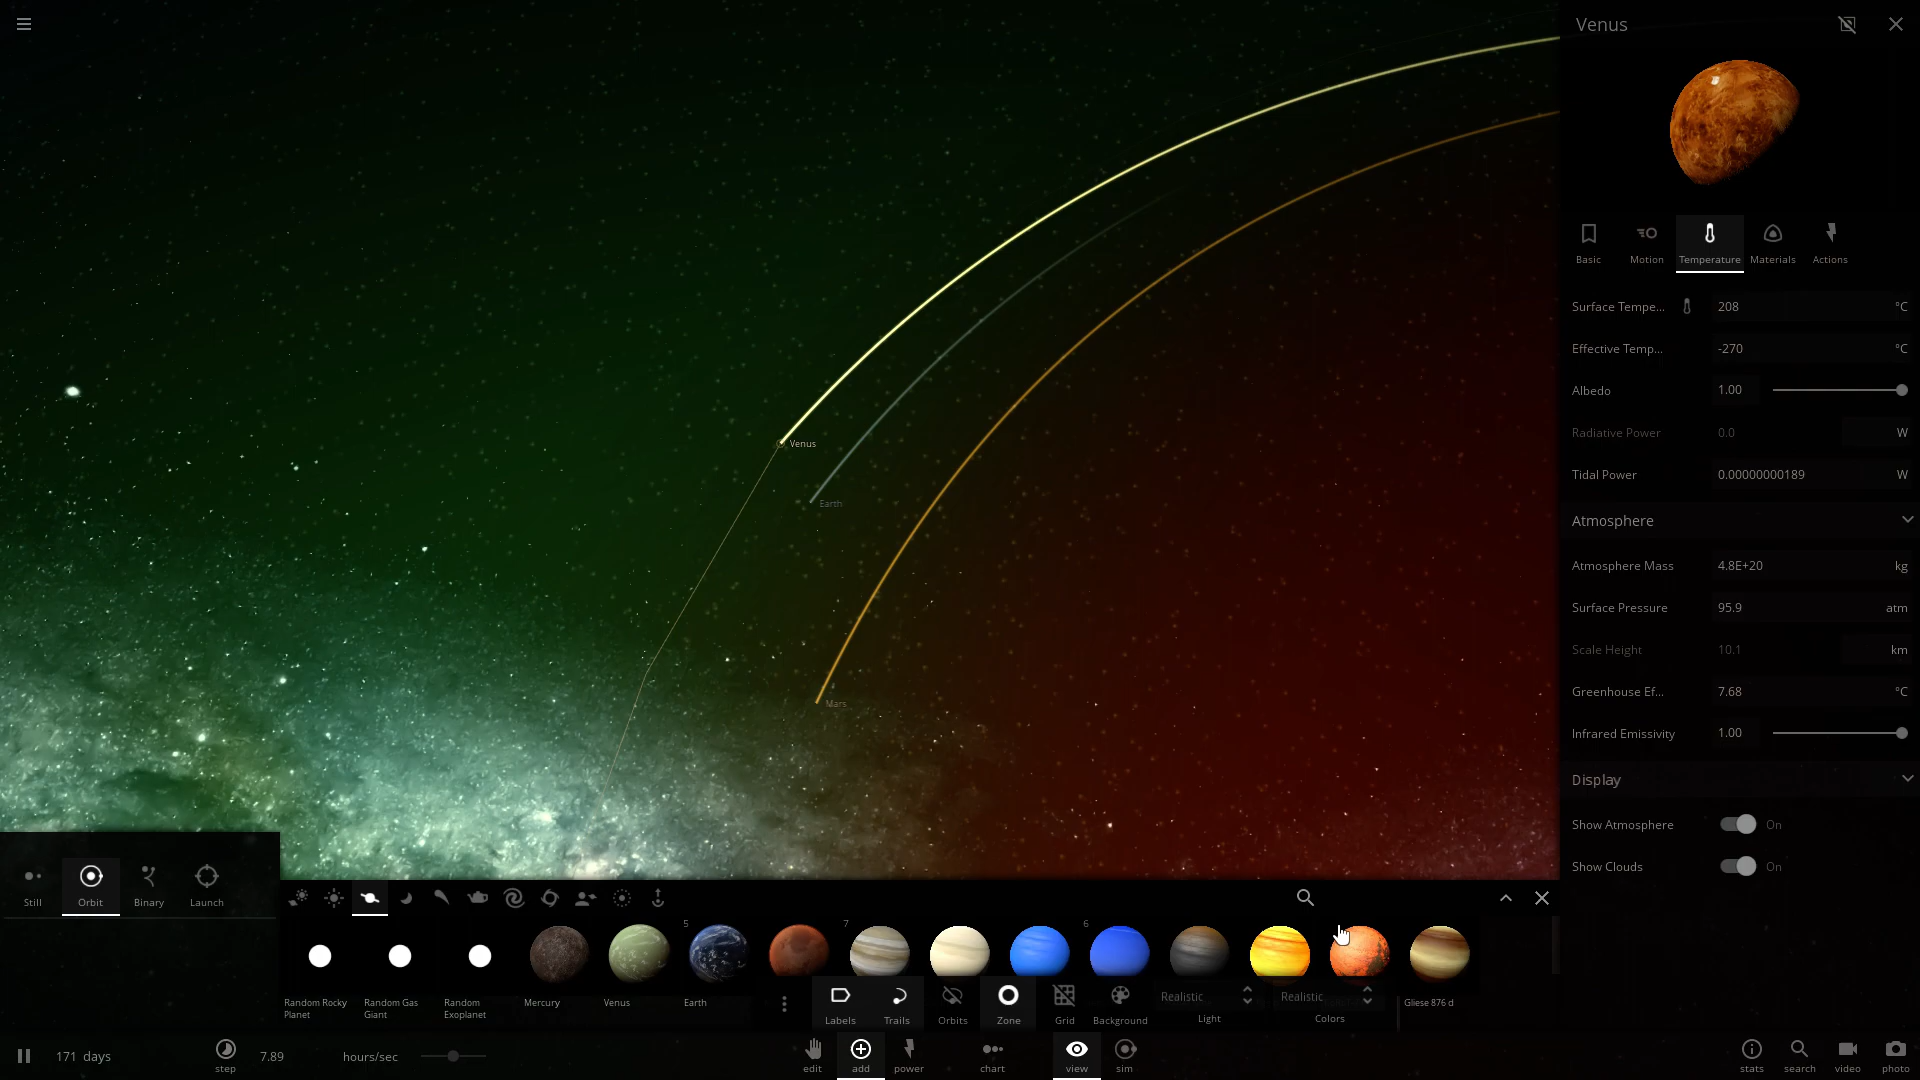 Venus
Basic
Motion
Temperature
Materials
Actions
Surface Tempe... 208 °C
Effective Temp... -270 °C
Albedo 1.00
Radiative Power 0.0 W
Tidal Power 0.00000000189 W
Atmosphere
Atmosphere Mass 4.8E+20 kg
Surface Pressure 95.9 atm
Scale Height 10.1 km
Greenhouse Ef... 7.68 °C
Infrared Emissivity 1.00
Display
Show Atmosphere On
Show Clouds On
Venus
Earth
Mars
Still
Orbit
Binary
Launch
5
7
6
Random Rocky
Planet
Random Gas
Giant
Random
Exoplanet
Mercury
Venus
Earth
Gliese 876 d
Labels
Trails
Orbits
Zone
Grid
Background
Realistic
Light
Realistic
Colors
171 days
step
7.89 hours/sec
edit
add
power
chart
view
sim
stats
search
video
photo